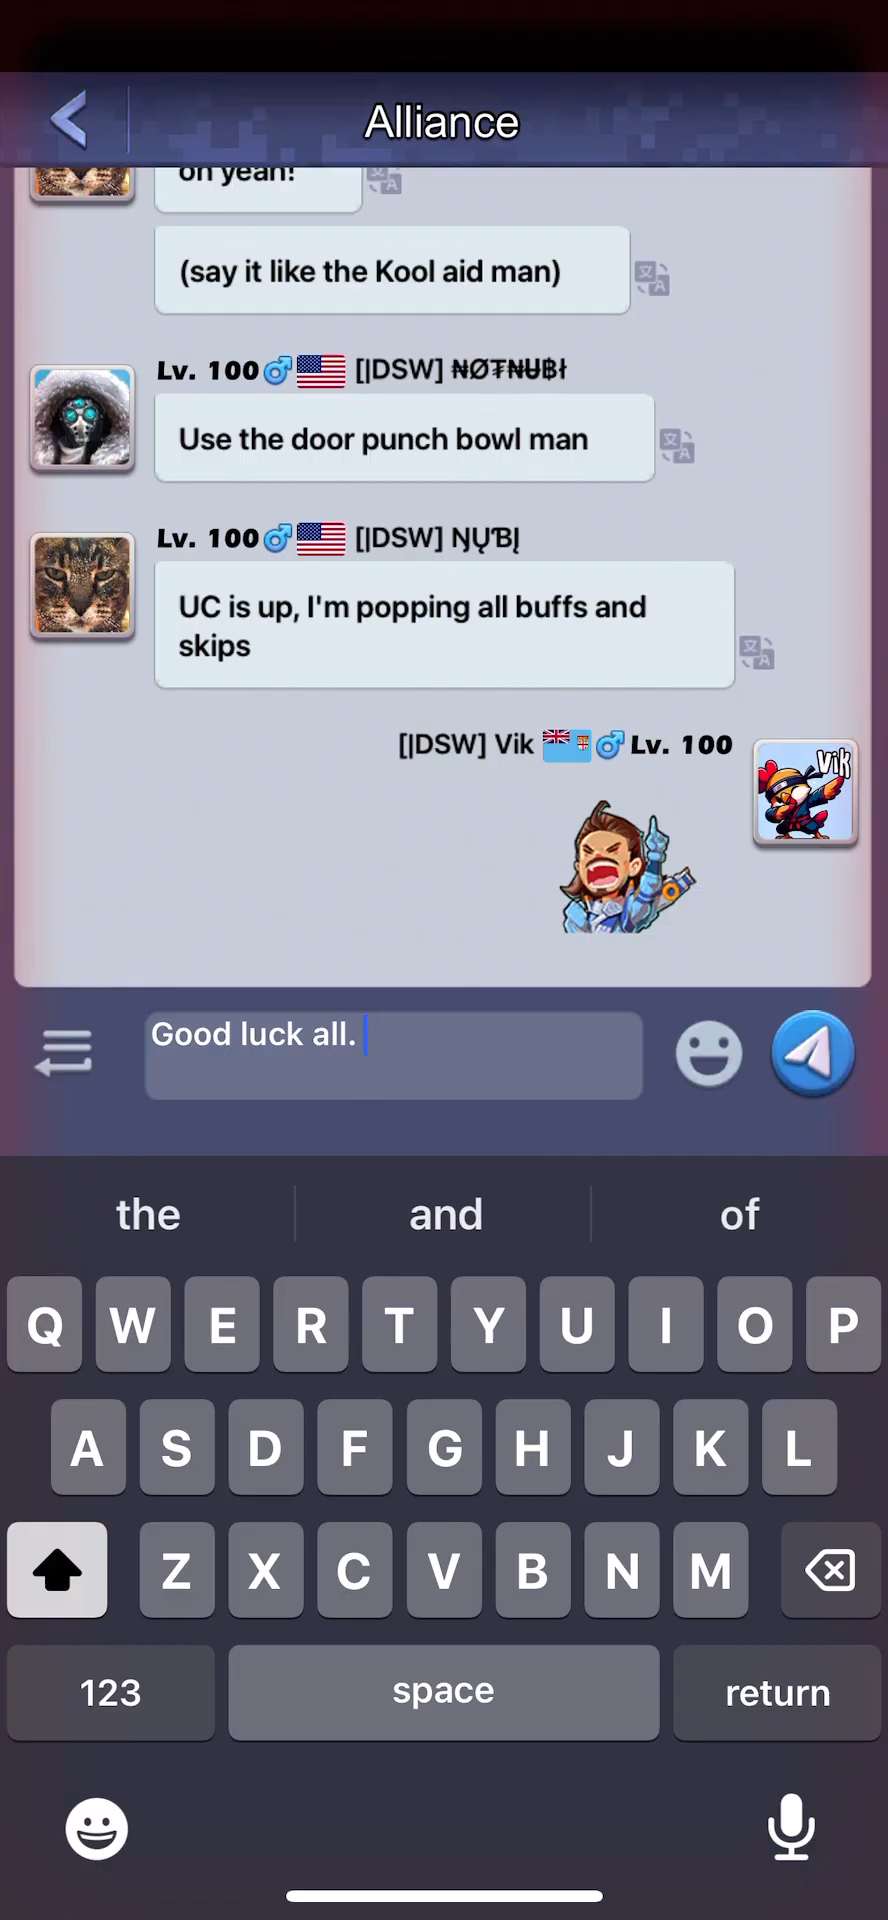 Alliance
oh yeah!
(say it like the Kool aid man)
Lv. 100 [|DSW] ₦ØŦ₦Ʉ฿ł
Use the door punch bowl man
Lv. 100 [|DSW] ŊŲƁĮ
UC is up, I'm popping all buffs and
skips
[|DSW] Vik Lv. 100
Vik
Good luck all.
the and of
Q W E R T Y U I O P
A S D F G H J K L
Z X C V B N M
123 space return